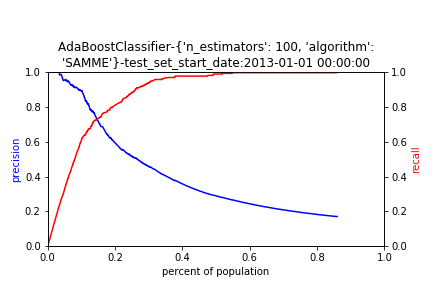 AdaBoostClassifier-{'n_estimators': 100, 'algorithm':
'SAMME'}-test_set_start_date:2013-01-01 00:00:00
1.0 1.0
0.8 0.8
0.6 0.6
0.4 0.4
0.2 0.2
0.0 0.0
precision
recall
0.0 0.2 0.4 0.6 0.8 1.0
percent of population